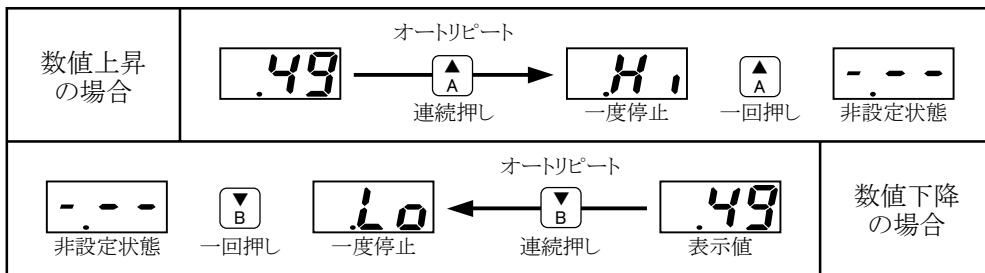 数値上昇
の場合
.49
オートリピート
▲
A
連続押し
.Hi
一度停止
▲
A
一回押し
-.--
非設定状態
-.--
非設定状態
▼
B
一回押し
.Lo
一度停止
オートリピート
▼
B
連続押し
.49
表示値
数値下降
の場合